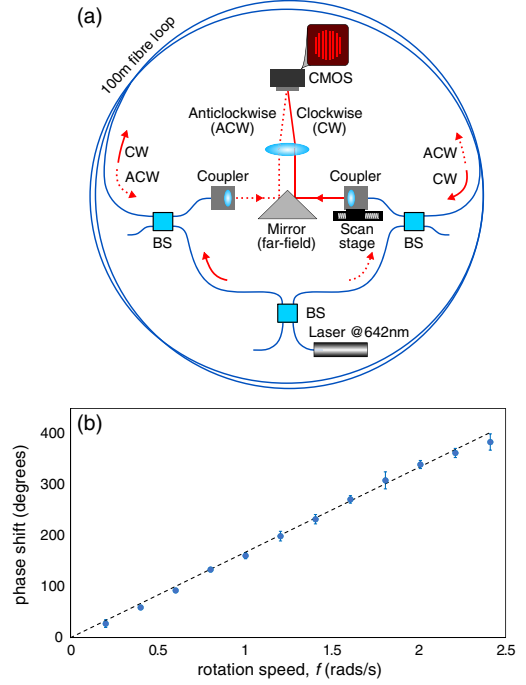 (a)
100m fibre loop
CMOS
Anticlockwise
(ACW)
Clockwise
(CW)
CW
ACW
ACW
CW
Coupler
Coupler
BS
Mirror
(far-field)
Scan
stage
BS
BS
Laser @642nm
(b)
phase shift (degrees)
400
300
200
100
0
0
0.5
1
1.5
2
2.5
rotation speed, f (rads/s)